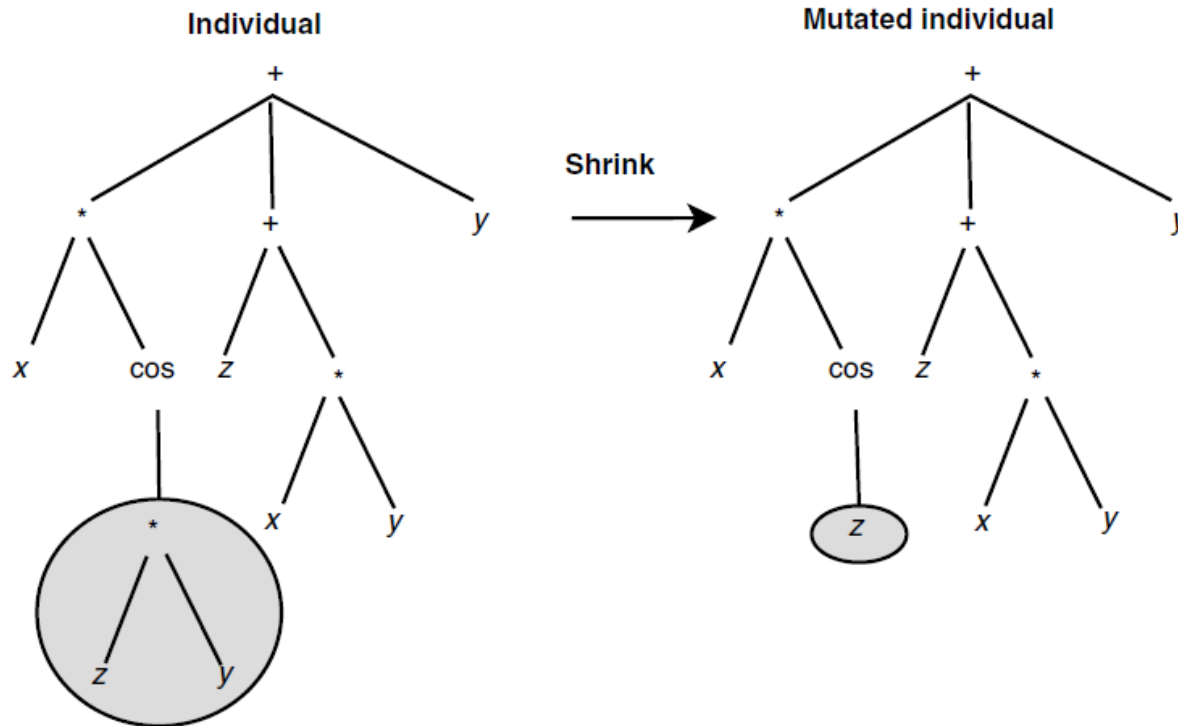 Individual Mutated individual
+ +
Shrink
* + y * + y
x cos z * x cos z *
* x y z x y
z y